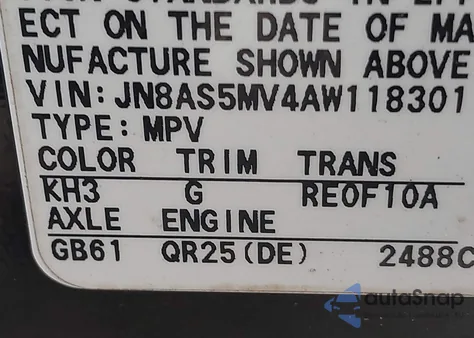 ECT ON THE DATE OF MA
NUFACTURE SHOWN ABOVE
VIN: JN8AS5MV4AW118301
TYPE: MPV
COLOR TRIM TRANS
KH3 G RE0F10A
AXLE ENGINE
GB61 QR25(DE) 2488C
autoSnap